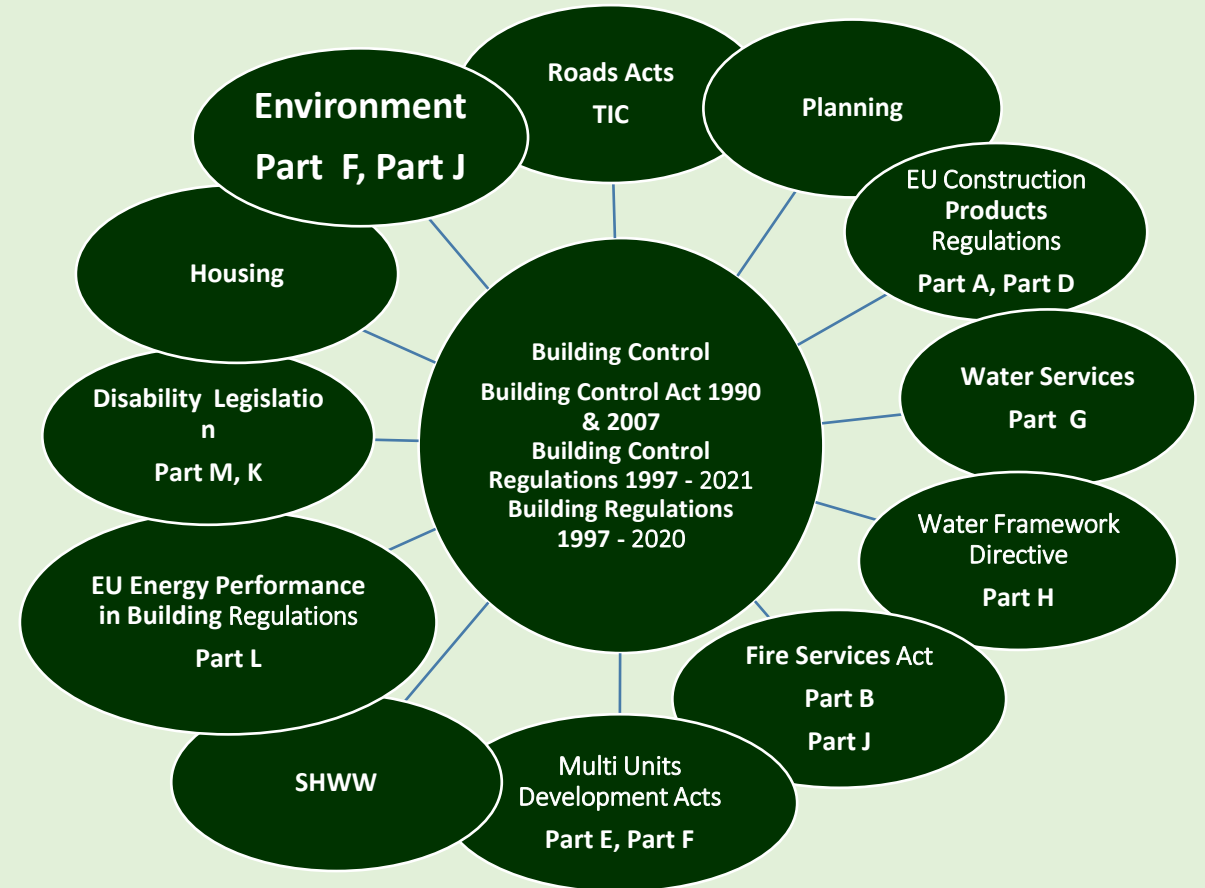 Roads Acts
TIC
Planning
EU Construction
Products
Regulations
Part A, Part D
Water Services
Part G
Water Framework
Directive
Part H
Fire Services Act
Part B
Part J
Multi Units
Development Acts
Part E, Part F
SHWW
EU Energy Performance
in Building Regulations
Part L
Disability Legislatio
n
Part M, K
Housing
Environment
Part F, Part J
Building Control
Building Control Act 1990
& 2007
Building Control
Regulations 1997 - 2021
Building Regulations
1997 - 2020